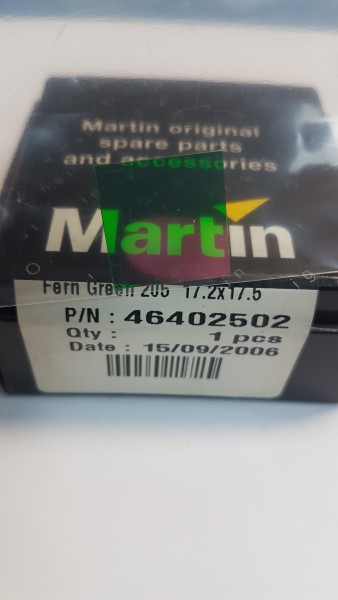 Martin original
spare parts
and accessories
Martin
Fern Green 205 17.2x17.5
P/N : 46402502
Qty : 1 pcs
Date : 15/09/2006